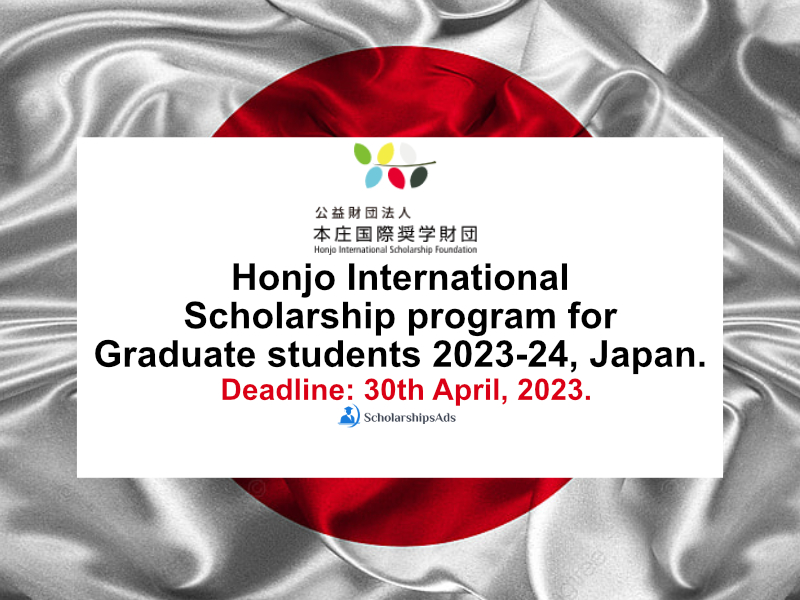 公益財団法人
本庄国際奨学財団
Honjo International Scholarship Foundation
Honjo International
Scholarship program for
Graduate students 2023-24, Japan.
Deadline: 30th April, 2023.
ScholarshipsAds